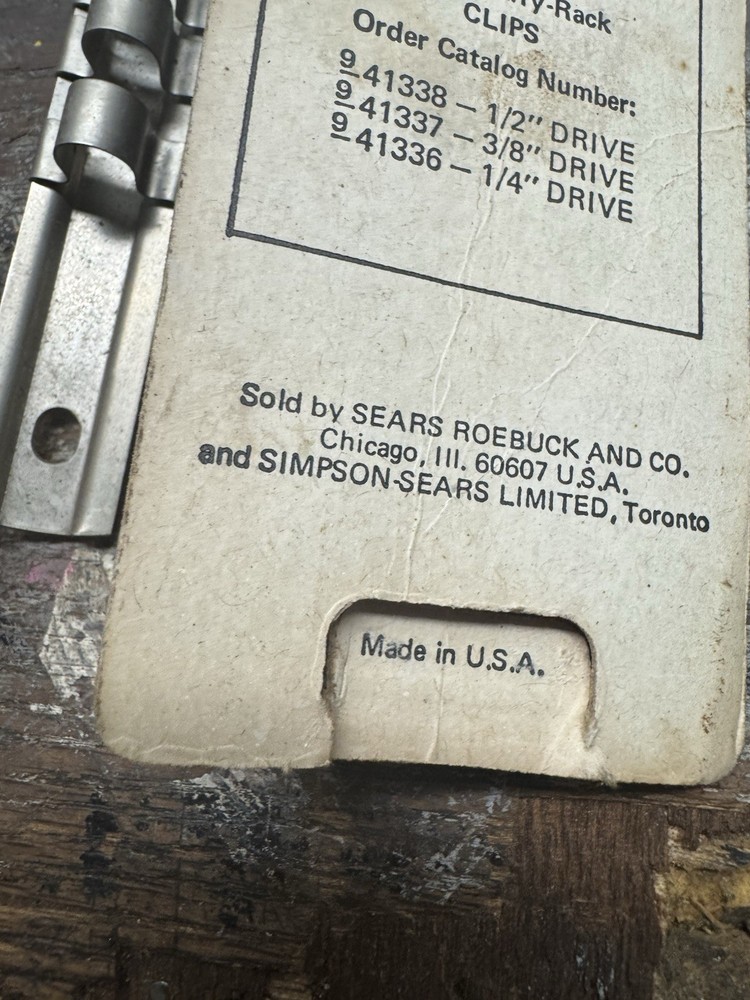 -Rack
CLIPS
Order Catalog Number:
9-41338 — 1/2" DRIVE
9-41337 — 3/8" DRIVE
9-41336 — 1/4" DRIVE
Sold by SEARS ROEBUCK AND CO.
Chicago, Ill. 60607 U.S.A.
and SIMPSON-SEARS LIMITED, Toronto
Made in U.S.A.